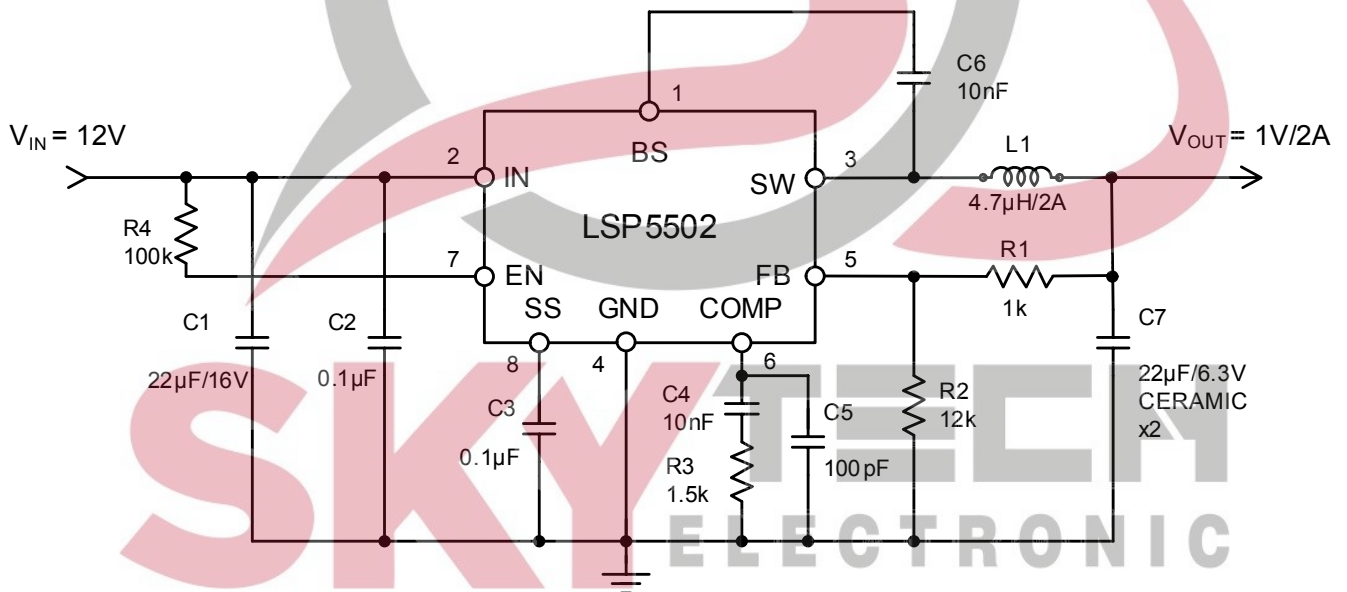 C6
10nF
1
V_IN = 12V
V_OUT = 1V/2A
L1
2
BS
3
IN
SW
4.7µH/2A
R4
100k
LSP5502
R1
7
EN
FB
5
1k
SS
GND
COMP
C1
C2
C7
22µF/16V
0.1µF
8
4
6
22µF/6.3V
CERAMIC
x2
C3
0.1µF
C4
10nF
C5
100pF
R2
12k
R3
1.5k
SKYTECH
ELECTRONIC